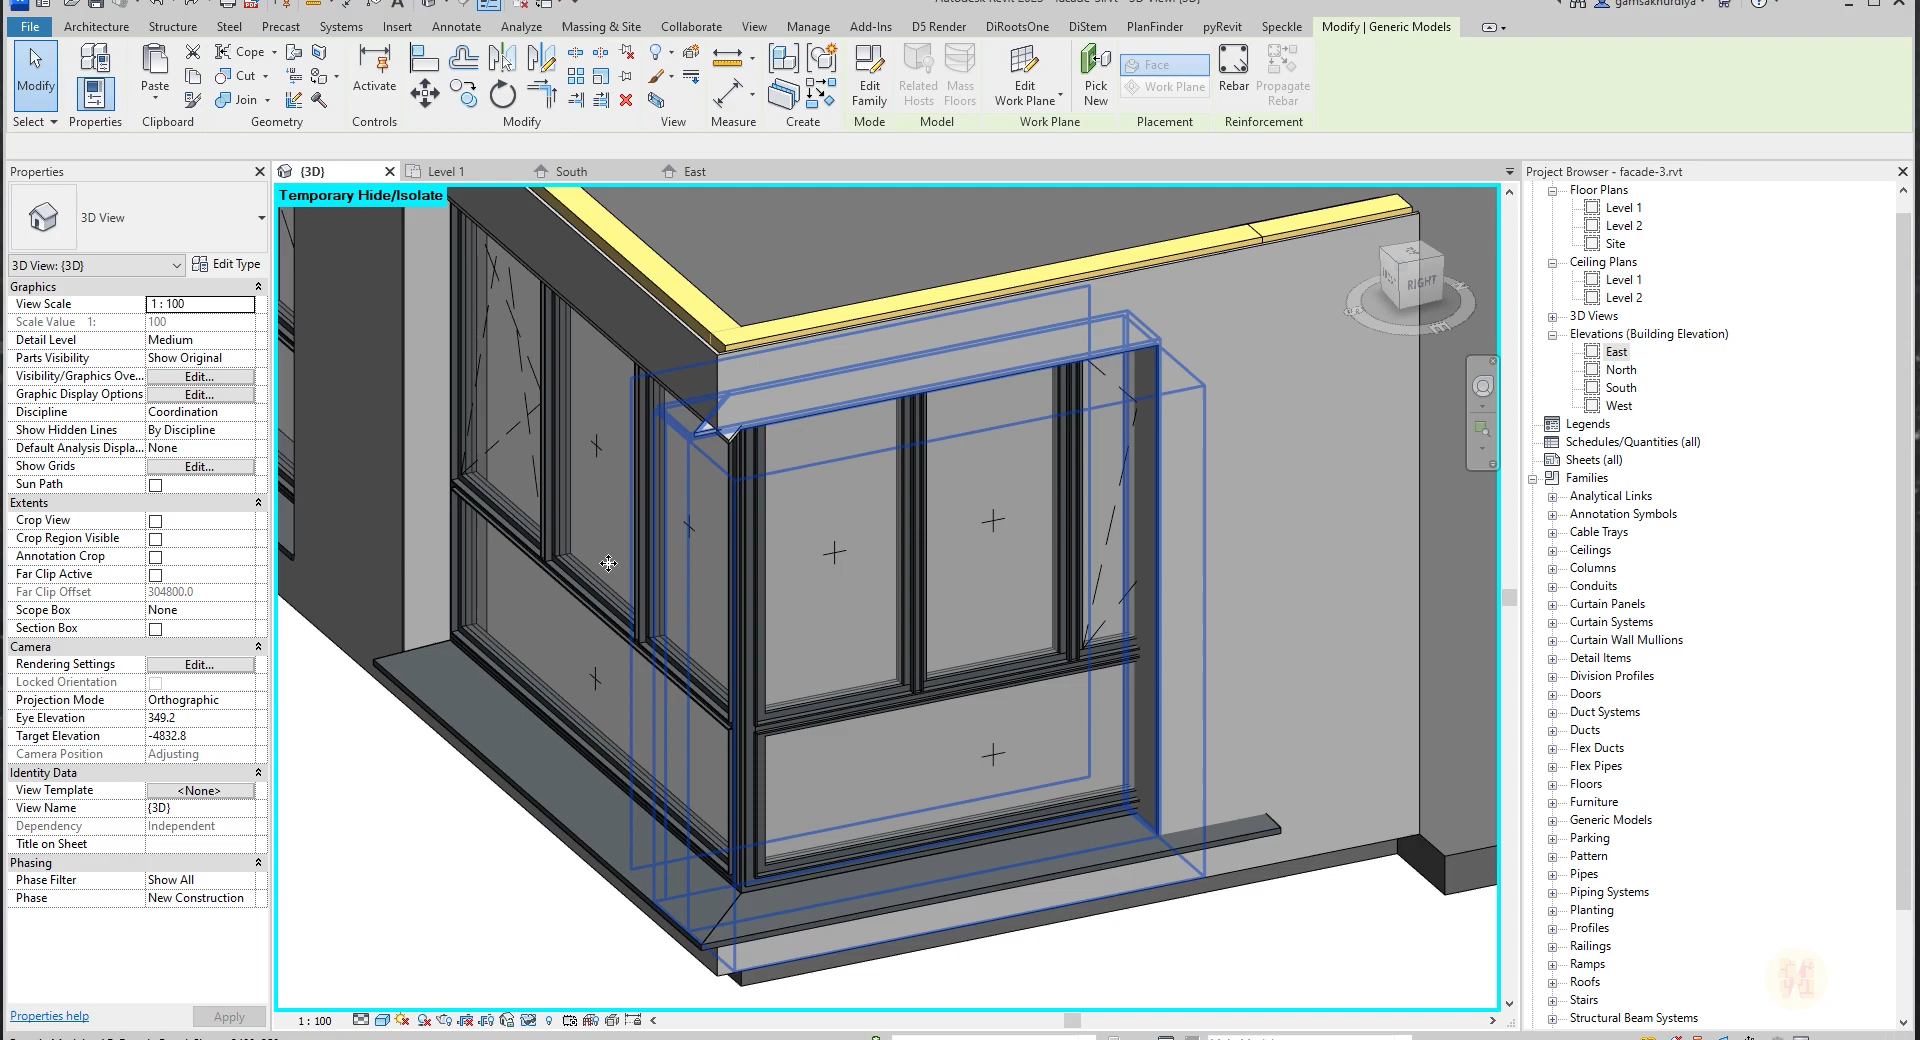 gamsakhurdiya
File
Architecture
Structure
Steel
Precast
Systems
Insert
Annotate
Analyze
Massing & Site
Collaborate
View
Manage
Add-Ins
D5 Render
DiRootsOne
DiStem
PlanFinder
pyRevit
Speckle
Modify | Generic Models
Modify
Paste
Cope
Cut
Join
Activate
Edit Family
Related Hosts
Mass Floors
Edit Work Plane
Pick New
Face
Work Plane
Rebar
Propagate Rebar
Select
Properties
Clipboard
Geometry
Controls
Modify
View
Measure
Create
Mode
Model
Work Plane
Placement
Reinforcement
Properties
3D View
3D View: {3D}
Edit Type
Graphics
View Scale 1 : 100
Scale Value 1: 100
Detail Level Medium
Parts Visibility Show Original
Visibility/Graphics Ove... Edit...
Graphic Display Options Edit...
Discipline Coordination
Show Hidden Lines By Discipline
Default Analysis Displa... None
Show Grids Edit...
Sun Path
Extents
Crop View
Crop Region Visible
Annotation Crop
Far Clip Active
Far Clip Offset 304800.0
Scope Box None
Section Box
Camera
Rendering Settings Edit...
Locked Orientation
Projection Mode Orthographic
Eye Elevation 349.2
Target Elevation -4832.8
Camera Position Adjusting
Identity Data
View Template <None>
View Name {3D}
Dependency Independent
Title on Sheet
Phasing
Phase Filter Show All
Phase New Construction
Properties help
Apply
{3D}
Level 1
South
East
Temporary Hide/Isolate
RIGHT
1 : 100
Project Browser - facade-3.rvt
Floor Plans
Level 1
Level 2
Site
Ceiling Plans
Level 1
Level 2
3D Views
Elevations (Building Elevation)
East
North
South
West
Legends
Schedules/Quantities (all)
Sheets (all)
Families
Analytical Links
Annotation Symbols
Cable Trays
Ceilings
Columns
Conduits
Curtain Panels
Curtain Systems
Curtain Wall Mullions
Detail Items
Division Profiles
Doors
Duct Systems
Ducts
Flex Ducts
Flex Pipes
Floors
Furniture
Generic Models
Parking
Pattern
Pipes
Piping Systems
Planting
Profiles
Railings
Ramps
Roofs
Stairs
Structural Beam Systems